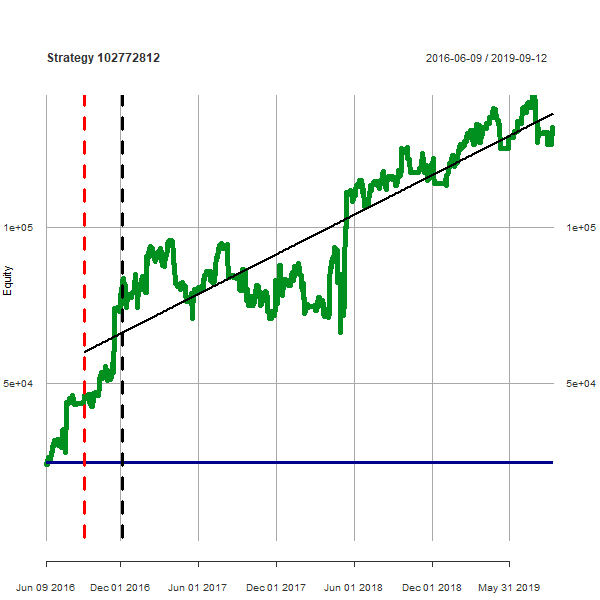 Strategy 102772812
2016-06-09 / 2019-09-12
1e+05
1e+05
Equity
5e+04
5e+04
Jun 09 2016
Dec 01 2016
Jun 01 2017
Dec 01 2017
Jun 01 2018
Dec 01 2018
May 31 2019